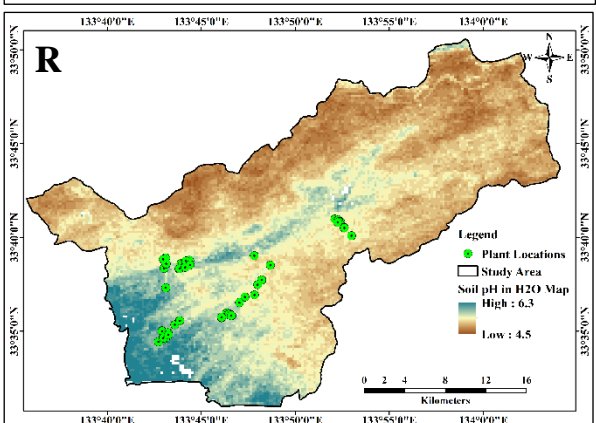 133°40'0"E 133°45'0"E 133°50'0"E 133°55'0"E 134°0'0"E
R
N
W E
S
33°50'0"N 33°50'0"N
33°45'0"N 33°45'0"N
33°40'0"N 33°40'0"N
33°35'0"N 33°35'0"N
Legend
Plant Locations
Study Area
Soil pH in H2O Map
High : 6.3
Low : 4.5
0 2 4 8 12 16
Kilometers
133°40'0"E 133°45'0"E 133°50'0"E 133°55'0"E 134°0'0"E